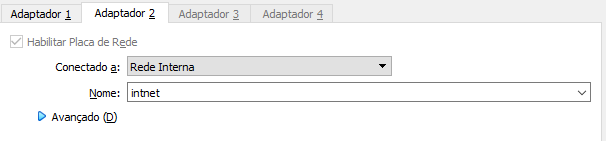 Adaptador 1 Adaptador 2 Adaptador 3 Adaptador 4
Habilitar Placa de Rede
Conectado a: Rede Interna
Nome: intnet
Avançado (D)